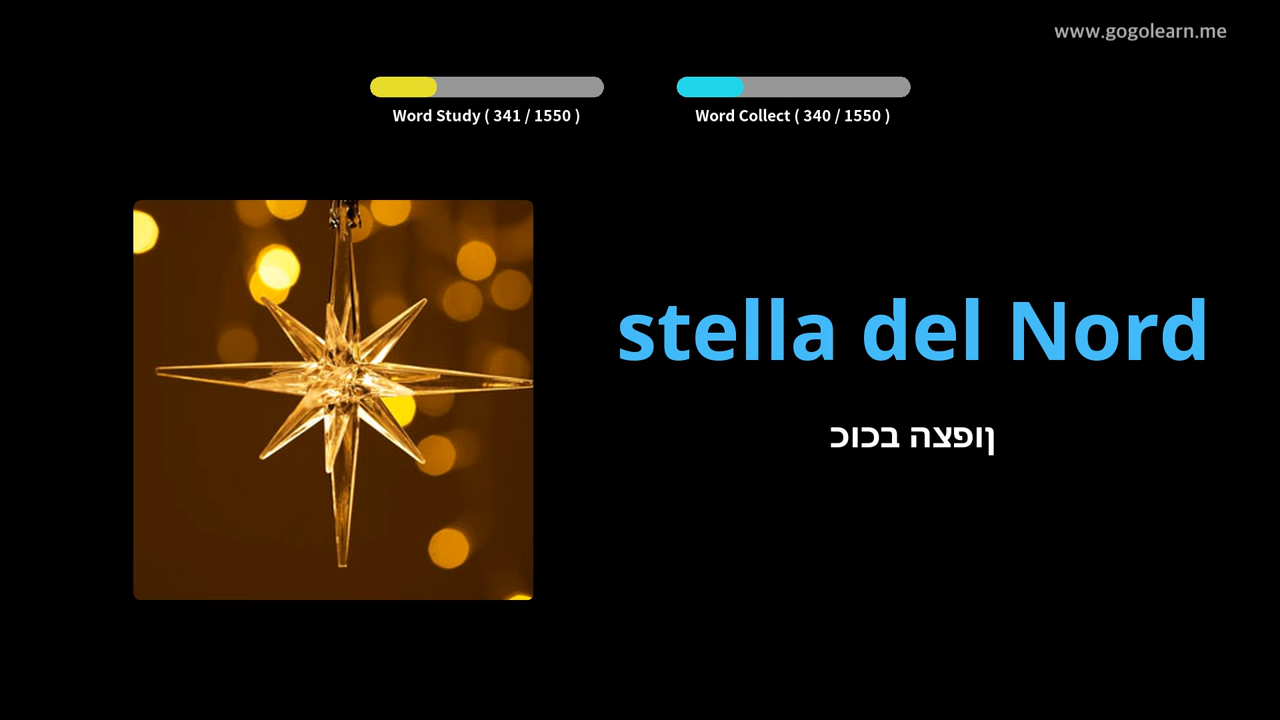 www.gogolearn.me
Word Study ( 341 / 1550 )
Word Collect ( 340 / 1550 )
stella del Nord
כוכב הצפון